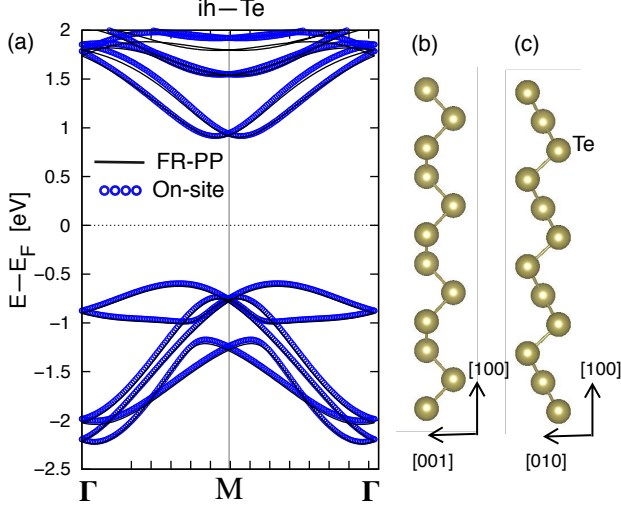 ih—Te
(a)
(b)
(c)
2
1.5
1
0.5
0
−0.5
−1
−1.5
−2
−2.5
E—E_F [eV]
FR-PP
On-site
Γ
M
Γ
Te
[100]
[001]
[100]
[010]